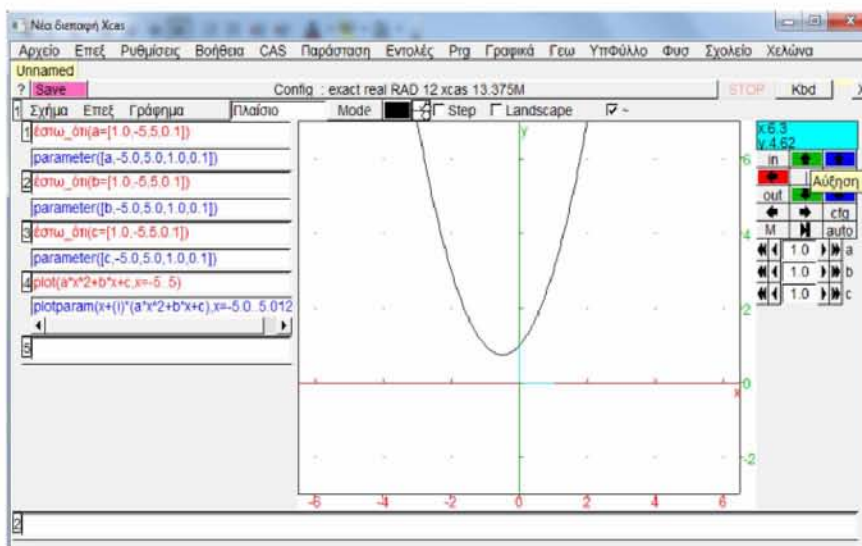 Νέα διεπαφή Xcas
Αρχείο Επεξ Ρυθμίσεις Βοήθεια CAS Παράσταση Εντολές Prg Γραφικά Γεω ΥπΦύλλο Φυσ Σχολείο Χελώνα
Unnamed
? Save Config : exact real RAD 12 xcas 13.375M STOP Kbd X
1 Σχήμα Επεξ Γράφημα Πλαίσιο Mode Step Landscape ~
1 έστω_ότι(a=[1.0,-5,5,0.1])
parameter([a,-5.0,5.0,1.0,0.1])
2 έστω_ότι(b=[1.0,-5,5,0.1])
parameter([b,-5.0,5.0,1.0,0.1])
3 έστω_ότι(c=[1.0,-5,5,0.1])
parameter([c,-5.0,5.0,1.0,0.1])
4 plot(a*x^2+b*x+c,x=-5..5)
plotparam(x+(i)*(a*x^2+b*x+c),x=-5.0..5.012
5
y
6
4
2
0
-2
x
-6 -4 -2 0 2 4 6
x:6.3
y:4.62
in
Αύξηση
out
cfg
M auto
1.0 a
1.0 b
1.0 c
2